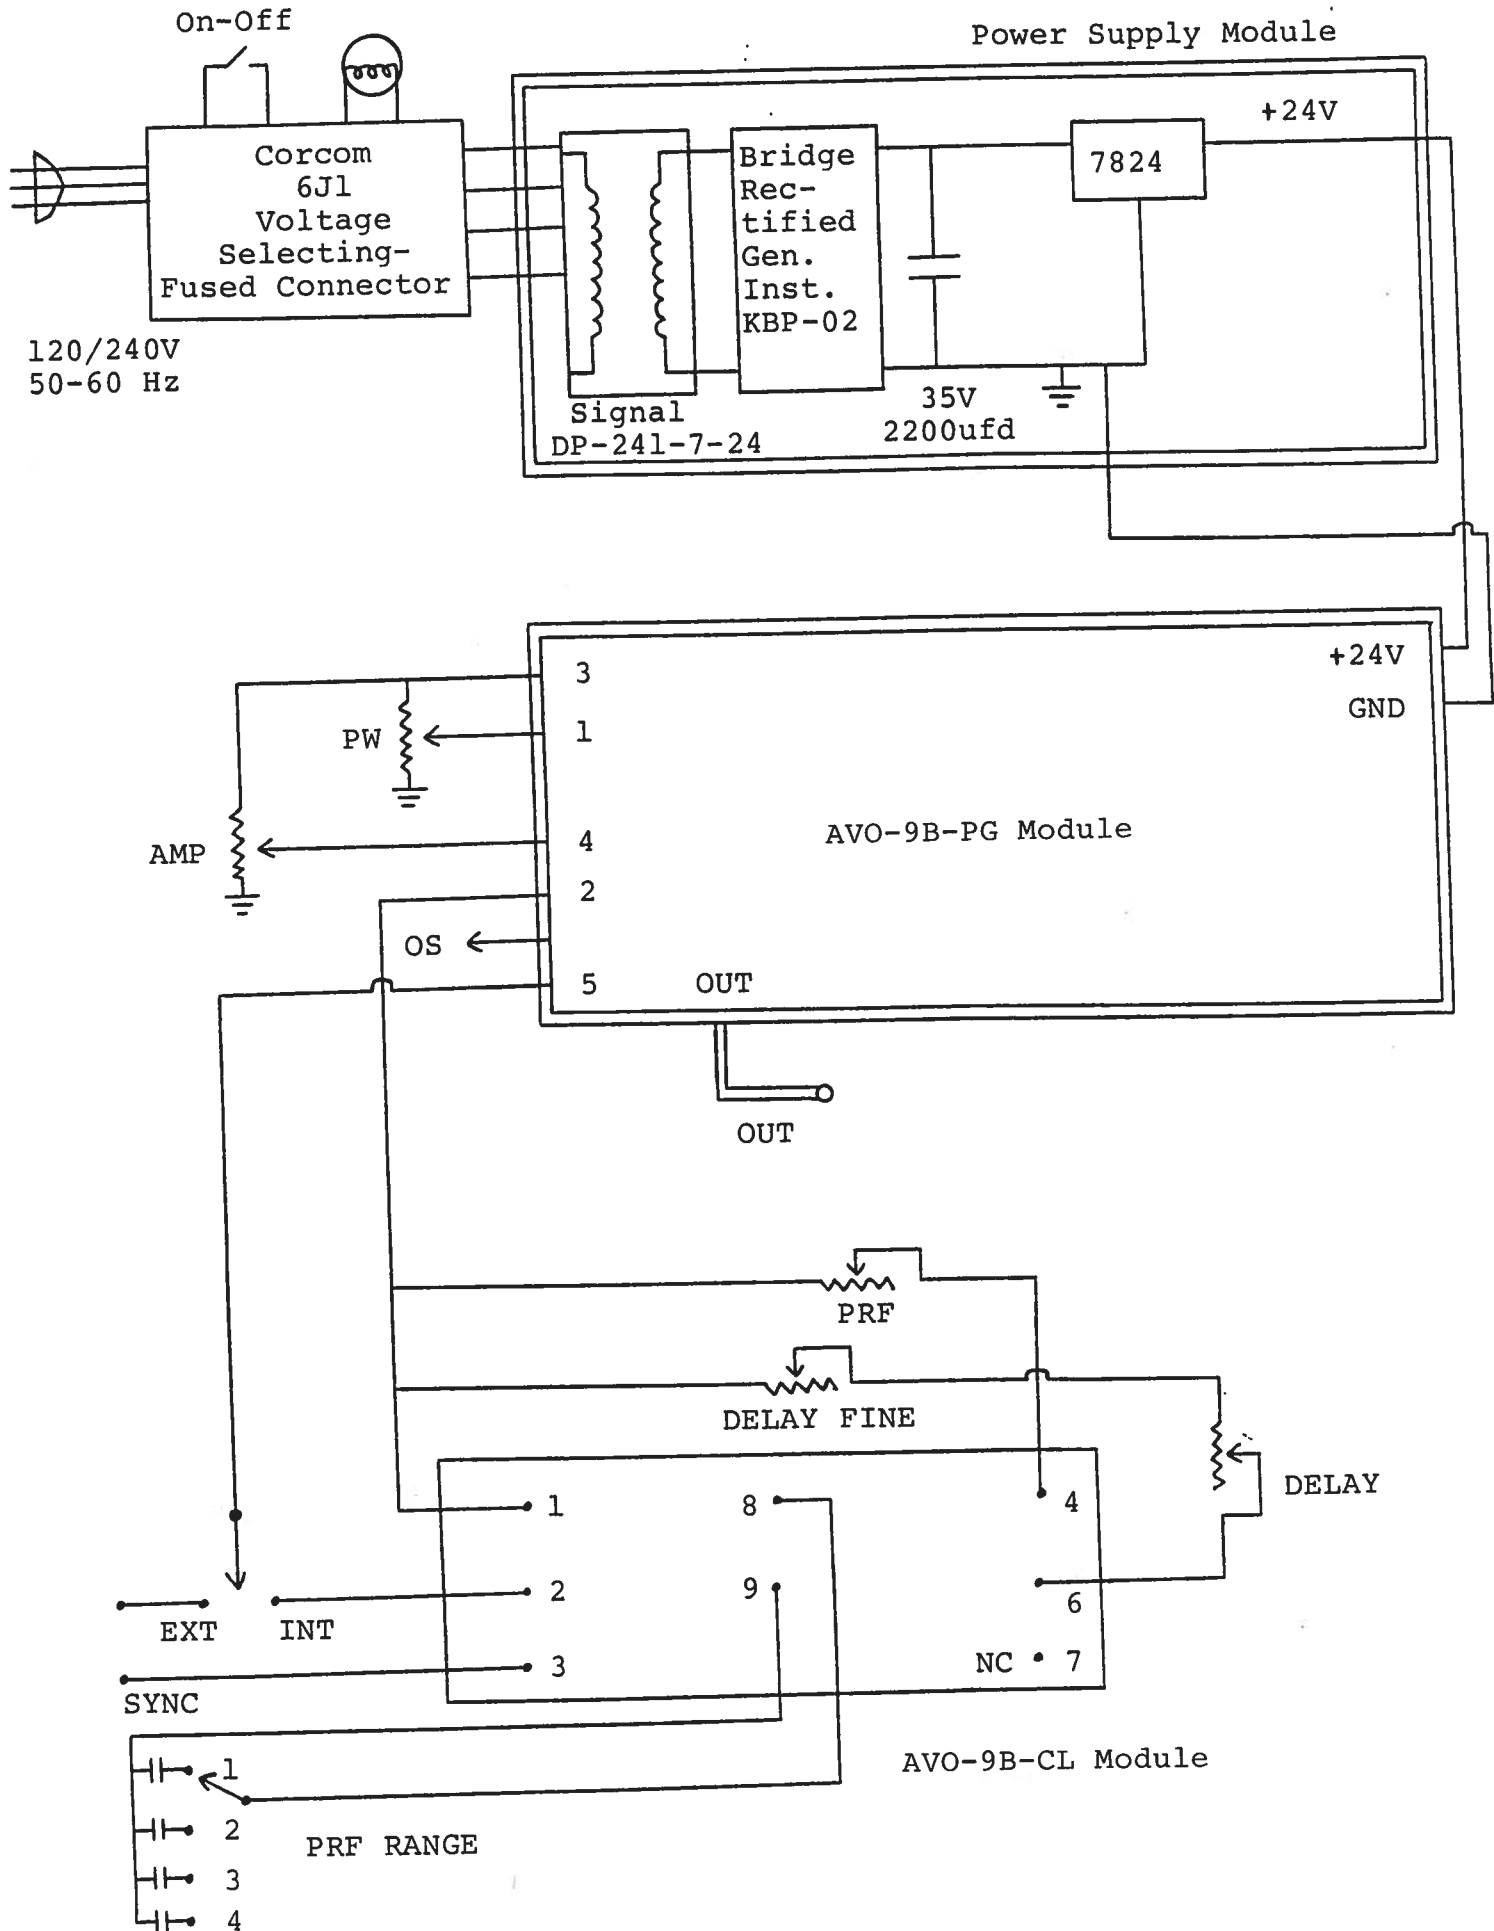 On-Off
Power Supply Module
+24V
Corcom
6J1
Voltage
Selecting-
Fused Connector
Bridge
Rec-
tified
Gen.
Inst.
KBP-02
7824
120/240V
50-60 Hz
35V
2200ufd
Signal
DP-241-7-24
3
+24V
1
GND
PW
AVO-9B-PG Module
4
AMP
2
OS
5
OUT
OUT
PRF
DELAY FINE
DELAY
1
8
4
2
9
6
EXT
INT
3
NC
7
SYNC
AVO-9B-CL Module
1
2
PRF RANGE
3
4